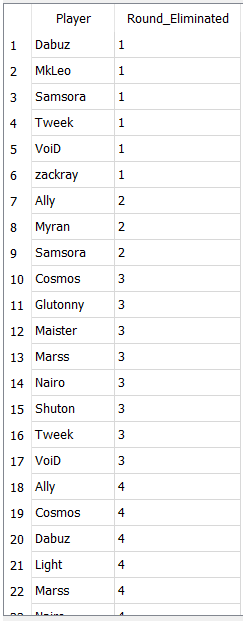 Player Round_Eliminated
1 Dabuz 1
2 MkLeo 1
3 Samsora 1
4 Tweek 1
5 VoiD 1
6 zackray 1
7 Ally 2
8 Myran 2
9 Samsora 2
10 Cosmos 3
11 Glutonny 3
12 Maister 3
13 Marss 3
14 Nairo 3
15 Shuton 3
16 Tweek 3
17 VoiD 3
18 Ally 4
19 Cosmos 4
20 Dabuz 4
21 Light 4
22 Marss 4